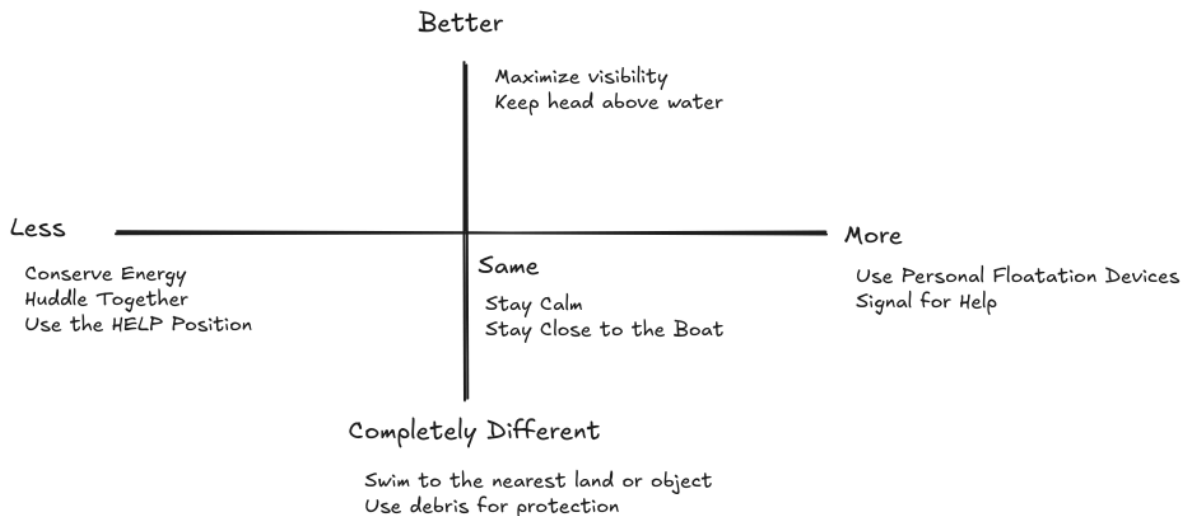 Better
Maximize visibility
Keep head above water
Less
More
Conserve Energy
Huddle Together
Use the HELP Position
Same
Stay Calm
Stay Close to the Boat
Use Personal Floatation Devices
Signal for Help
Completely Different
Swim to the nearest land or object
Use debris for protection